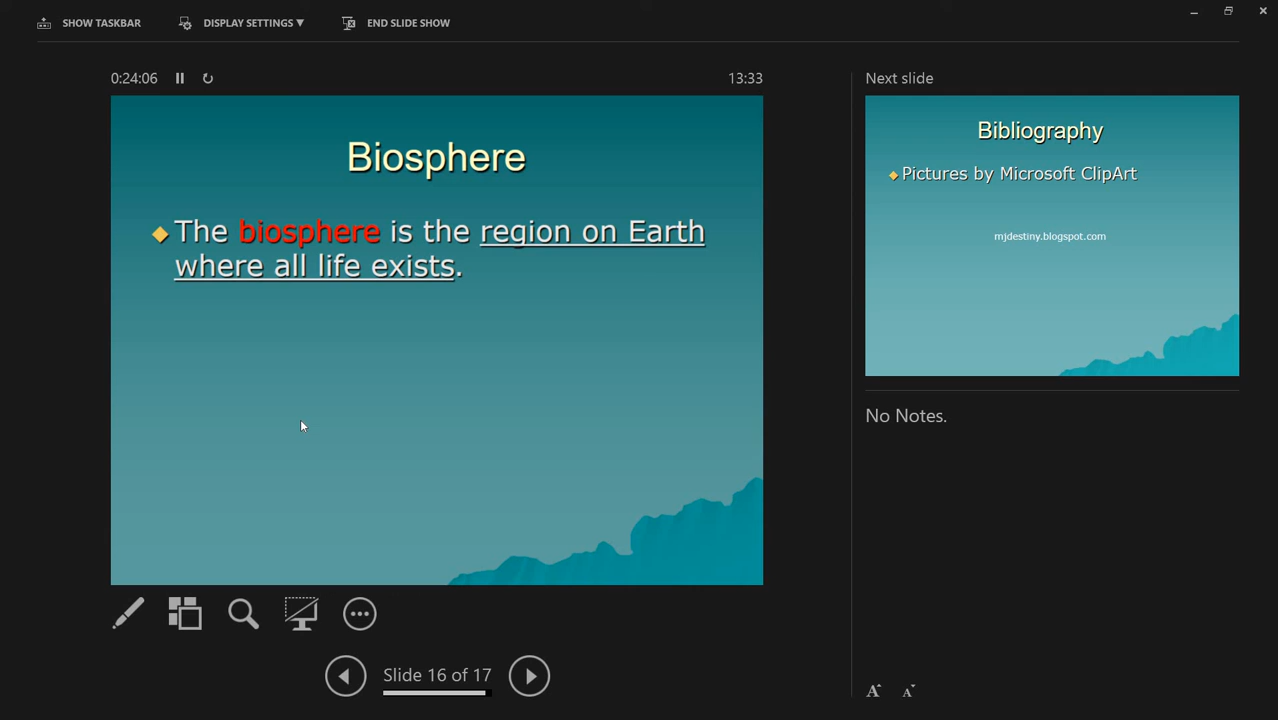 SHOW TASKBAR
DISPLAY SETTINGS ▼
END SLIDE SHOW
0:24:06
13:33
Biosphere
The biosphere is the region on Earth
where all life exists.
Slide 16 of 17
Next slide
Bibliography
Pictures by Microsoft ClipArt
mjdestiny.blogspot.com
No Notes.
A A